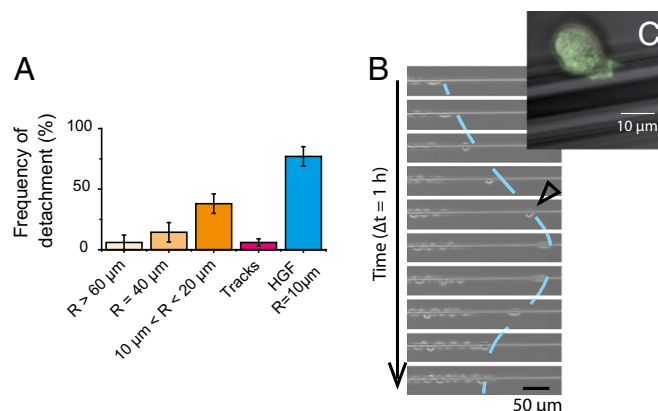 A
Frequency of
detachment (%)
100
50
0
R > 60 µm
R = 40 µm
10 µm < R < 20 µm
Tracks
HGF
R=10µm
B
Time (Δt = 1 h)
50 µm
C
10 µm